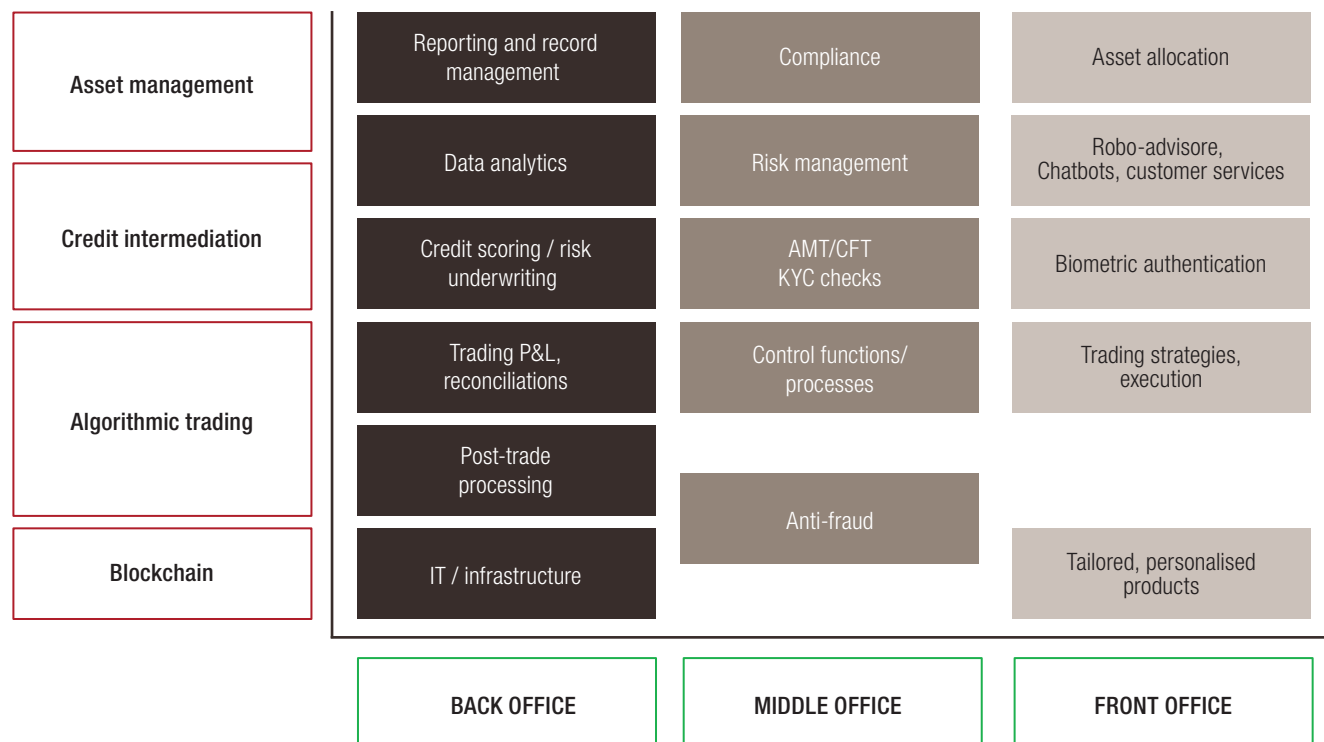 Asset management
Credit intermediation
Algorithmic trading
Blockchain
Reporting and record
management
Data analytics
Credit scoring / risk
underwriting
Trading P&L,
reconciliations
Post-trade
processing
IT / infrastructure
Compliance
Risk management
AMT/CFT
KYC checks
Control functions/
processes
Anti-fraud
Asset allocation
Robo-advisore,
Chatbots, customer services
Biometric authentication
Trading strategies,
execution
Tailored, personalised
products
BACK OFFICE
MIDDLE OFFICE
FRONT OFFICE